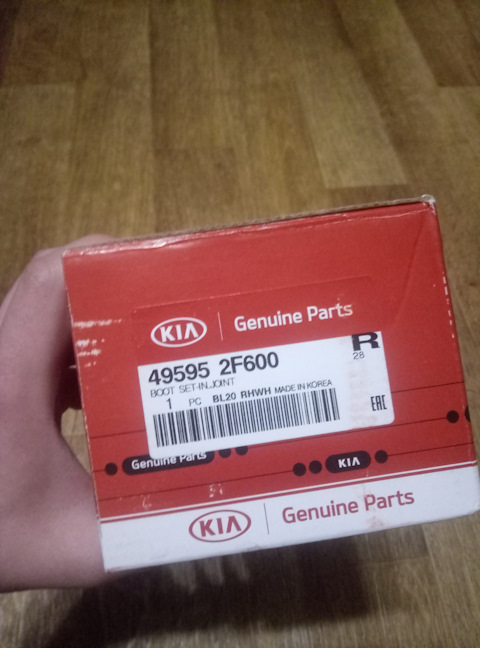 KIA Genuine Parts
R
28
49595 2F600
BOOT SET-IN.JOINT
1 PC BL20 RHWH MADE IN KOREA
EAC
Genuine Parts
KIA
KIA Genuine Parts